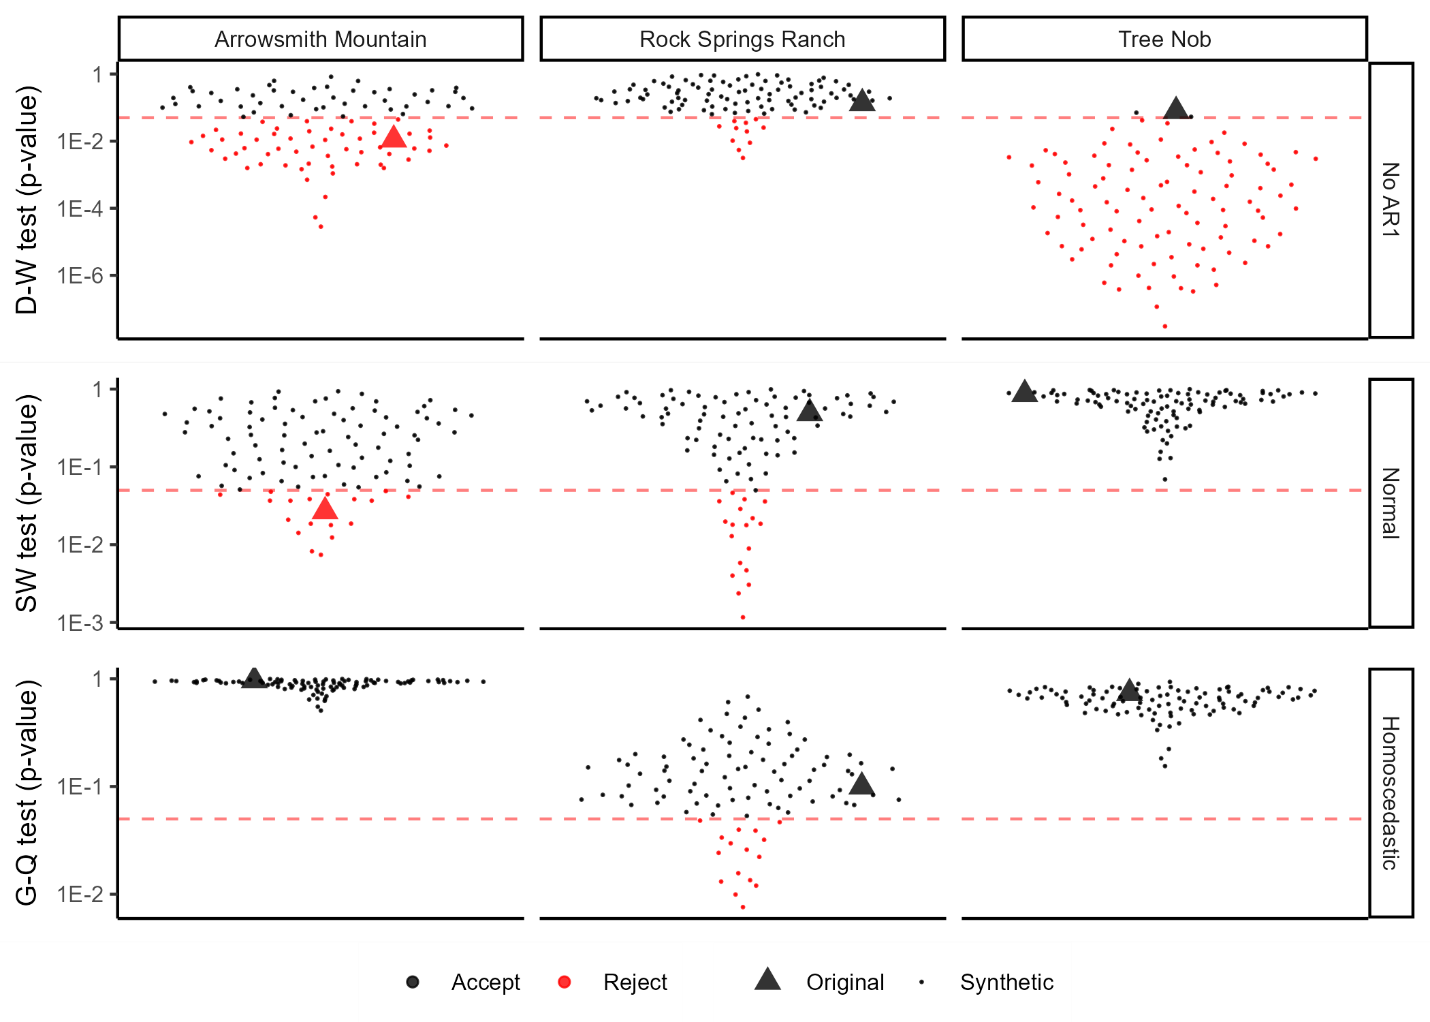 Arrowsmith Mountain
Rock Springs Ranch
Tree Nob
D-W test (p-value)
1
1E-2
1E-4
1E-6
No AR1
SW test (p-value)
1
1E-1
1E-2
1E-3
Normal
G-Q test (p-value)
1
1E-1
1E-2
Homoscedastic
Accept
Reject
Original
Synthetic